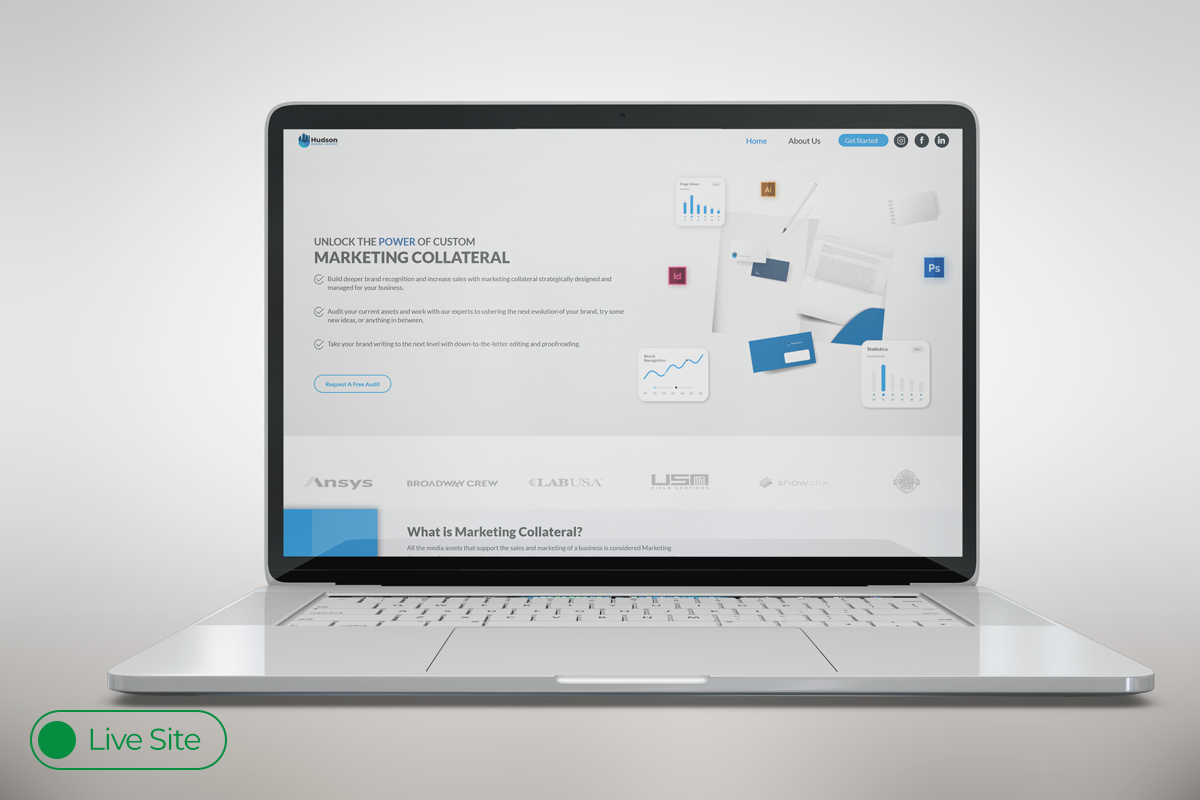 Hudson
Home
About Us
Get Started
f
in
Page Views
Ai
UNLOCK THE POWER OF CUSTOM
MARKETING COLLATERAL
Build deeper brand recognition and increase sales with marketing collateral strategically designed and
managed for your business.
Audit your current assets and work with our experts to ushering the next evolution of your brand, try some
new ideas, or anything in between.
Take your brand writing to the next level with down-to-the-letter editing and proofreading.
Request A Free Audit
Id
Ps
Brand
Recognition
Statistics
Ansys
BROADWAY CREW
LABUSA
USA
FIELD SERVICES
showclix
What is Marketing Collateral?
All the media assets that support the sales and marketing of a business is considered Marketing
Live Site